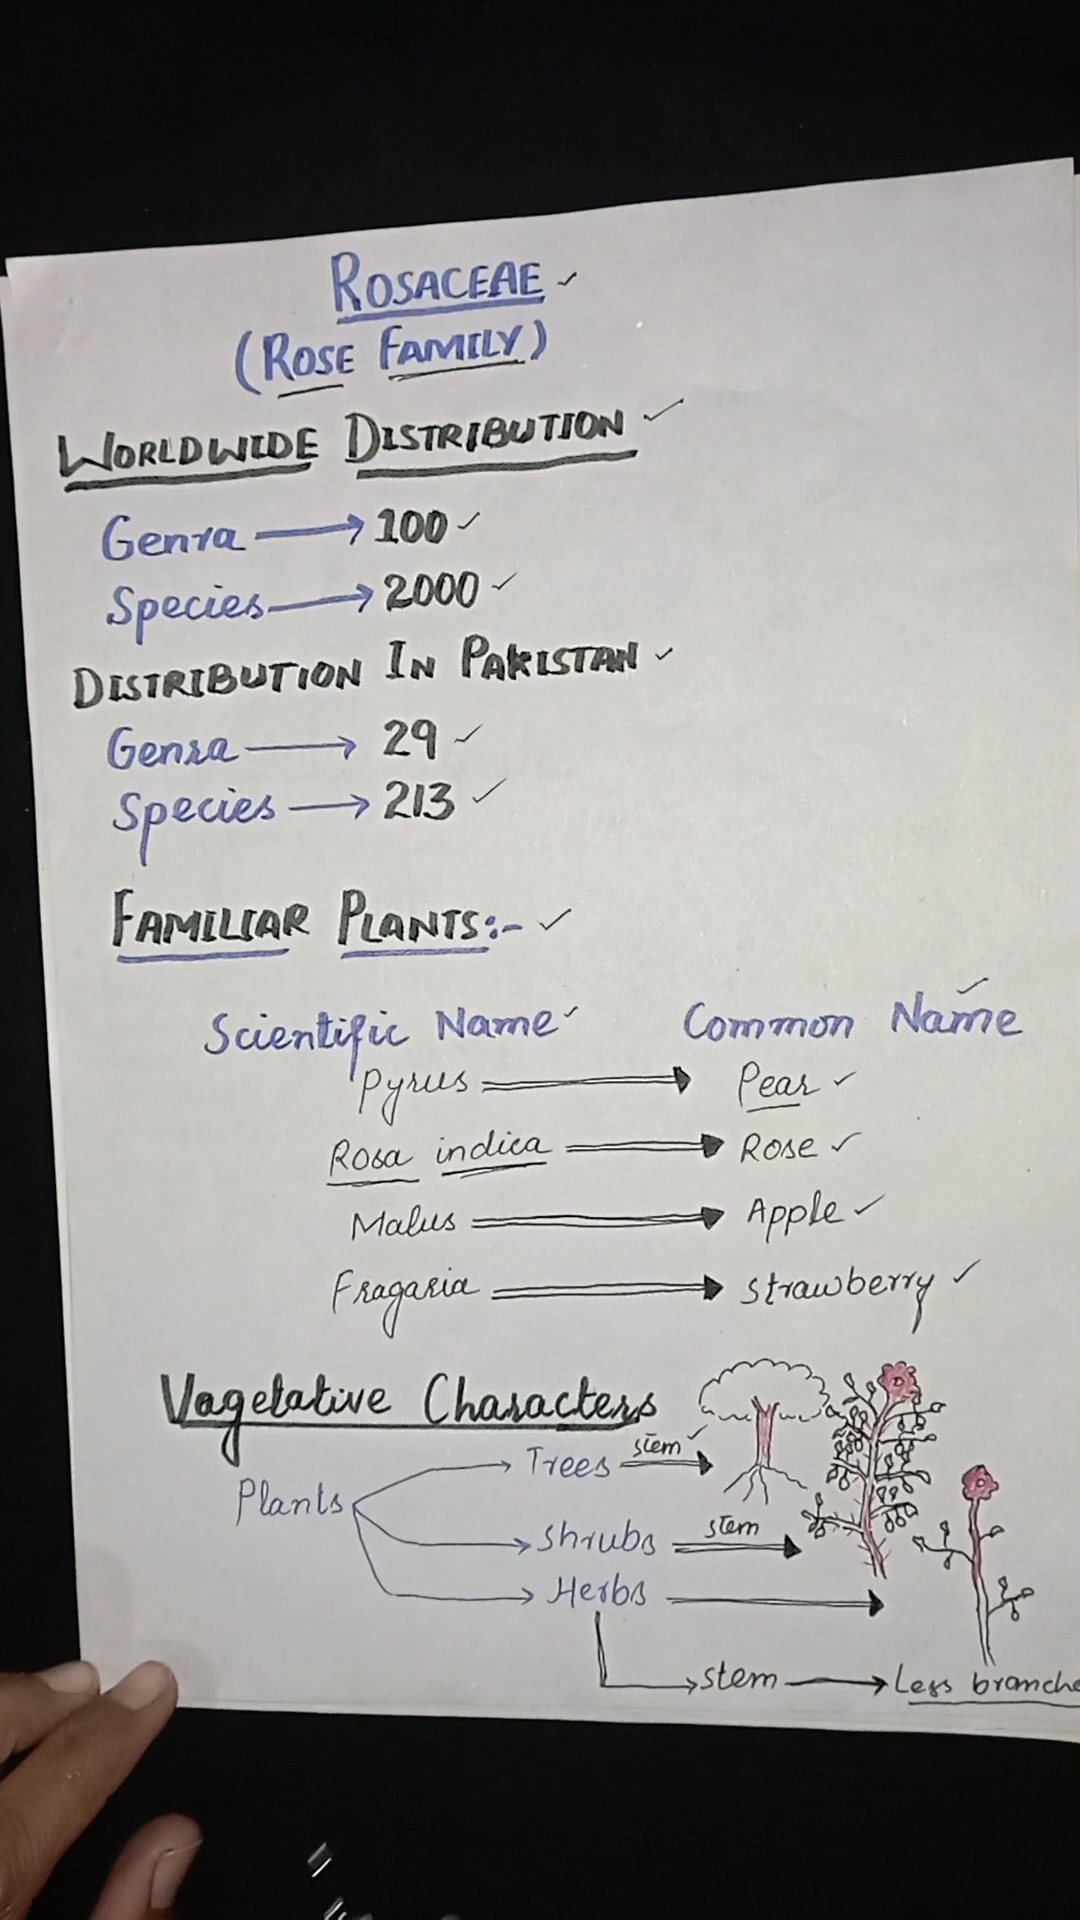 ROSACEAE
(ROSE FAMILY)
WORLDWIDE DISTRIBUTION
Genra → 100
Species → 2000
DISTRIBUTION IN PAKISTAN
Genra → 29
Species → 213
FAMILIAR PLANTS:-
Scientific Name Common Name
Pyrus → Pear
Rosa indica → Rose
Malus → Apple
Fragaria → strawberry
Vagetative Characters
Trees stem →
Plants
Shrubs stem →
Herbs →
stem → Less branche